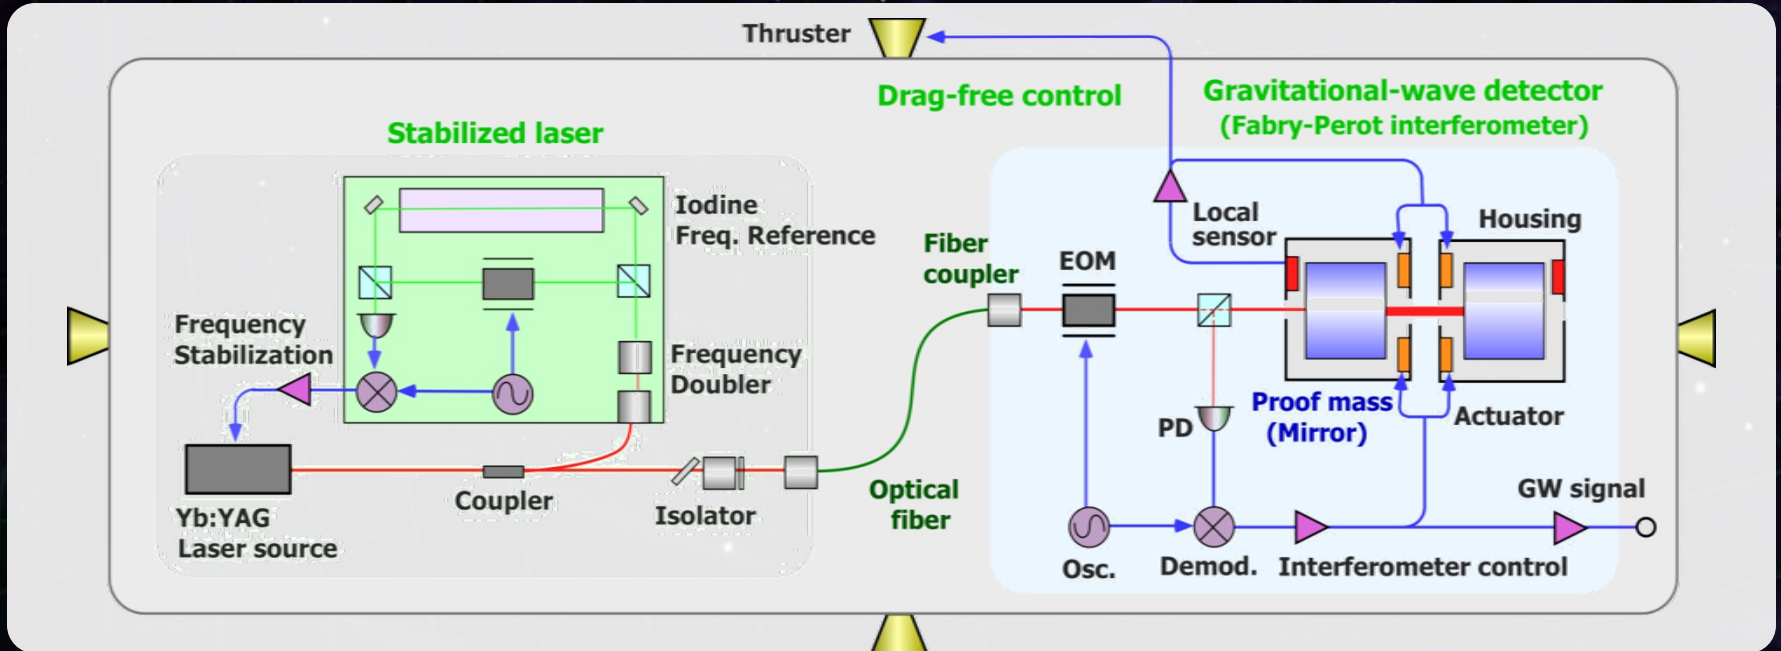 Thruster
Drag-free control
Gravitational-wave detector
(Fabry-Perot interferometer)
Stabilized laser
Iodine
Freq. Reference
Local
sensor
Housing
Fiber
coupler
EOM
Frequency
Stabilization
Frequency
Doubler
Proof mass
(Mirror)
Actuator
PD
Coupler
Isolator
Optical
fiber
GW signal
Yb:YAG
Laser source
Osc.
Demod.
Interferometer control